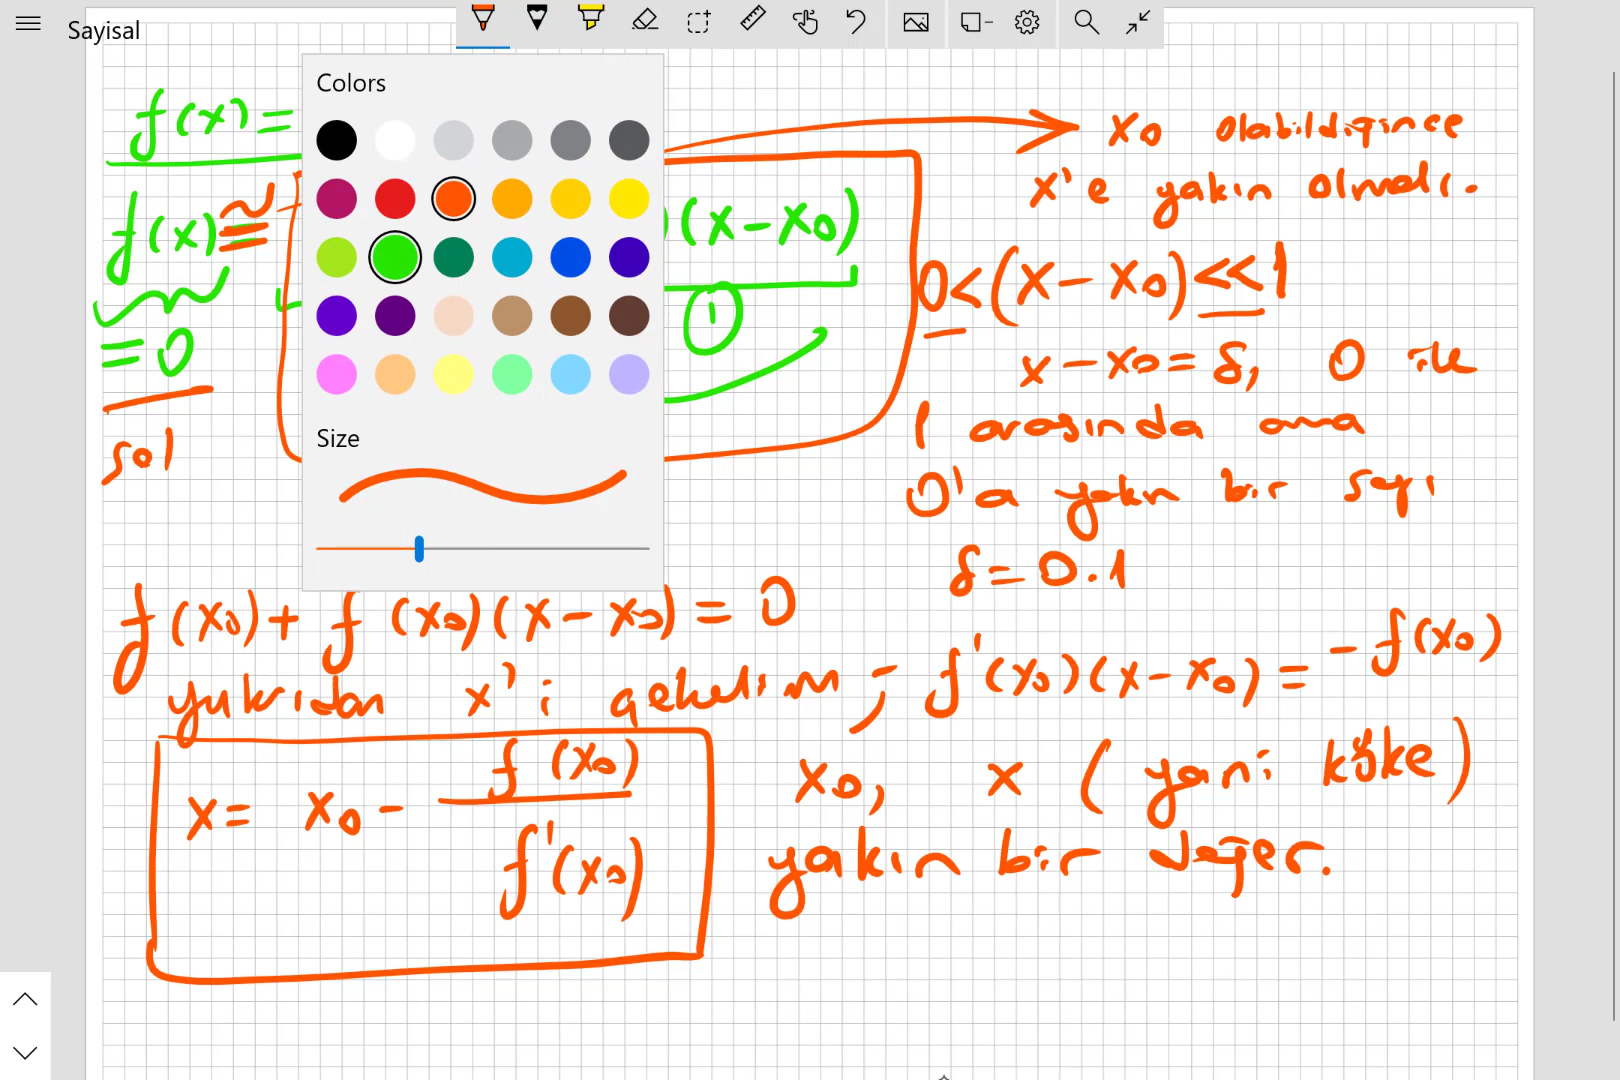 Sayisal
Colors
Size
f(x)=
f(x)≅
)(x-x₀)
①
=0
sol
x₀ olabildiğince
x'e yakın olmalı.
0<(x-x₀)<<1
x-x₀=δ, 0 ile
1 arasında ama
0'a yakın bir sayı
δ=0.1
f(x₀)+f (x₀)(x-x₀)=0
yukrıdan x'i çekelim; f'(x₀)(x-x₀)=-f(x₀)
x= x₀ - f(x₀)/f'(x₀)
x₀, x (yani köke)
yakın bir değer.